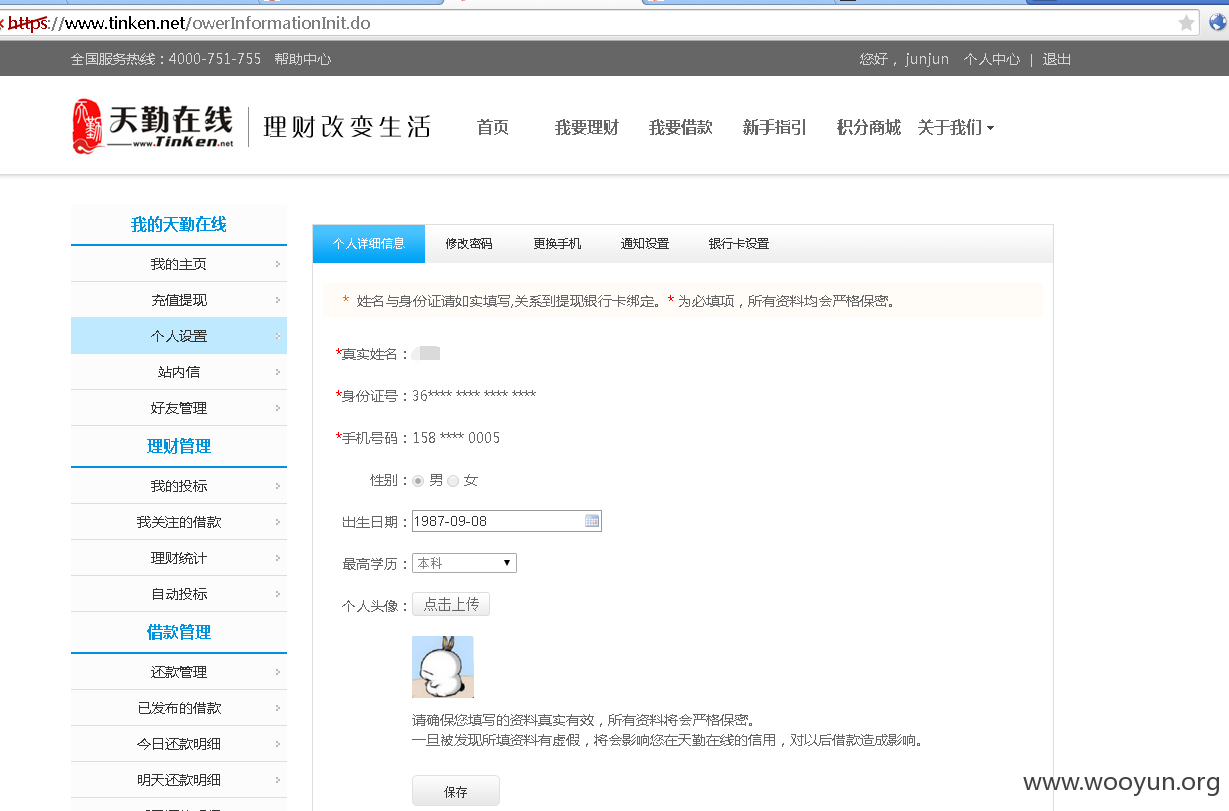 https://www.tinken.net/owerInformationInit.do
全国服务热线：4000-751-755 帮助中心
您好， junjun 个人中心 | 退出
天勤在线
www.TinKen.net
理财改变生活
首页 我要理财 我要借款 新手指引 积分商城 关于我们
我的天勤在线
我的主页
充值提现
个人设置
站内信
好友管理
理财管理
我的投标
我关注的借款
理财统计
自动投标
借款管理
还款管理
已发布的借款
今日还款明细
明天还款明细
个人详细信息 修改密码 更换手机 通知设置 银行卡设置
* 姓名与身份证请如实填写,关系到提现银行卡绑定。* 为必填项，所有资料均会严格保密。
*真实姓名：
*身份证号：36**** **** **** ****
*手机号码：158 **** 0005
性别： 男 女
出生日期：1987-09-08
最高学历：本科
个人头像：点击上传
请确保您填写的资料真实有效，所有资料将会严格保密。
一旦被发现所填资料有虚假，将会影响您在天勤在线的信用，对以后借款造成影响。
保存
www.wooyun.org